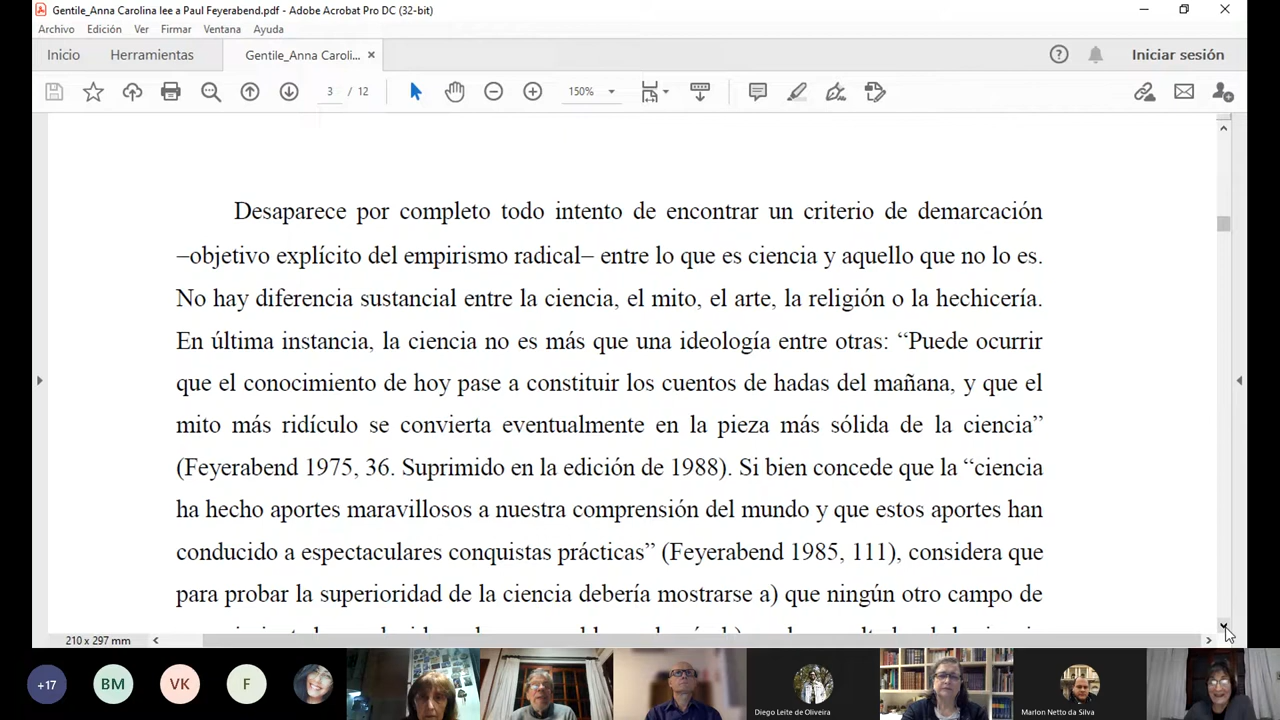 Gentile_Anna Carolina lee a Paul Feyerabend.pdf - Adobe Acrobat Pro DC (32-bit)
Archivo Edición Ver Firmar Ventana Ayuda
Inicio Herramientas Gentile_Anna Caroli... × Iniciar sesión
3 / 12 150%
Desaparece por completo todo intento de encontrar un criterio de demarcación
–objetivo explícito del empirismo radical– entre lo que es ciencia y aquello que no lo es.
No hay diferencia sustancial entre la ciencia, el mito, el arte, la religión o la hechicería.
En última instancia, la ciencia no es más que una ideología entre otras: “Puede ocurrir
que el conocimiento de hoy pase a constituir los cuentos de hadas del mañana, y que el
mito más ridículo se convierta eventualmente en la pieza más sólida de la ciencia”
(Feyerabend 1975, 36. Suprimido en la edición de 1988). Si bien concede que la “ciencia
ha hecho aportes maravillosos a nuestra comprensión del mundo y que estos aportes han
conducido a espectaculares conquistas prácticas” (Feyerabend 1985, 111), considera que
para probar la superioridad de la ciencia debería mostrarse a) que ningún otro campo de
210 x 297 mm
+17 BM VK F Diego Leite de Oliveira Marlon Netto da Silva